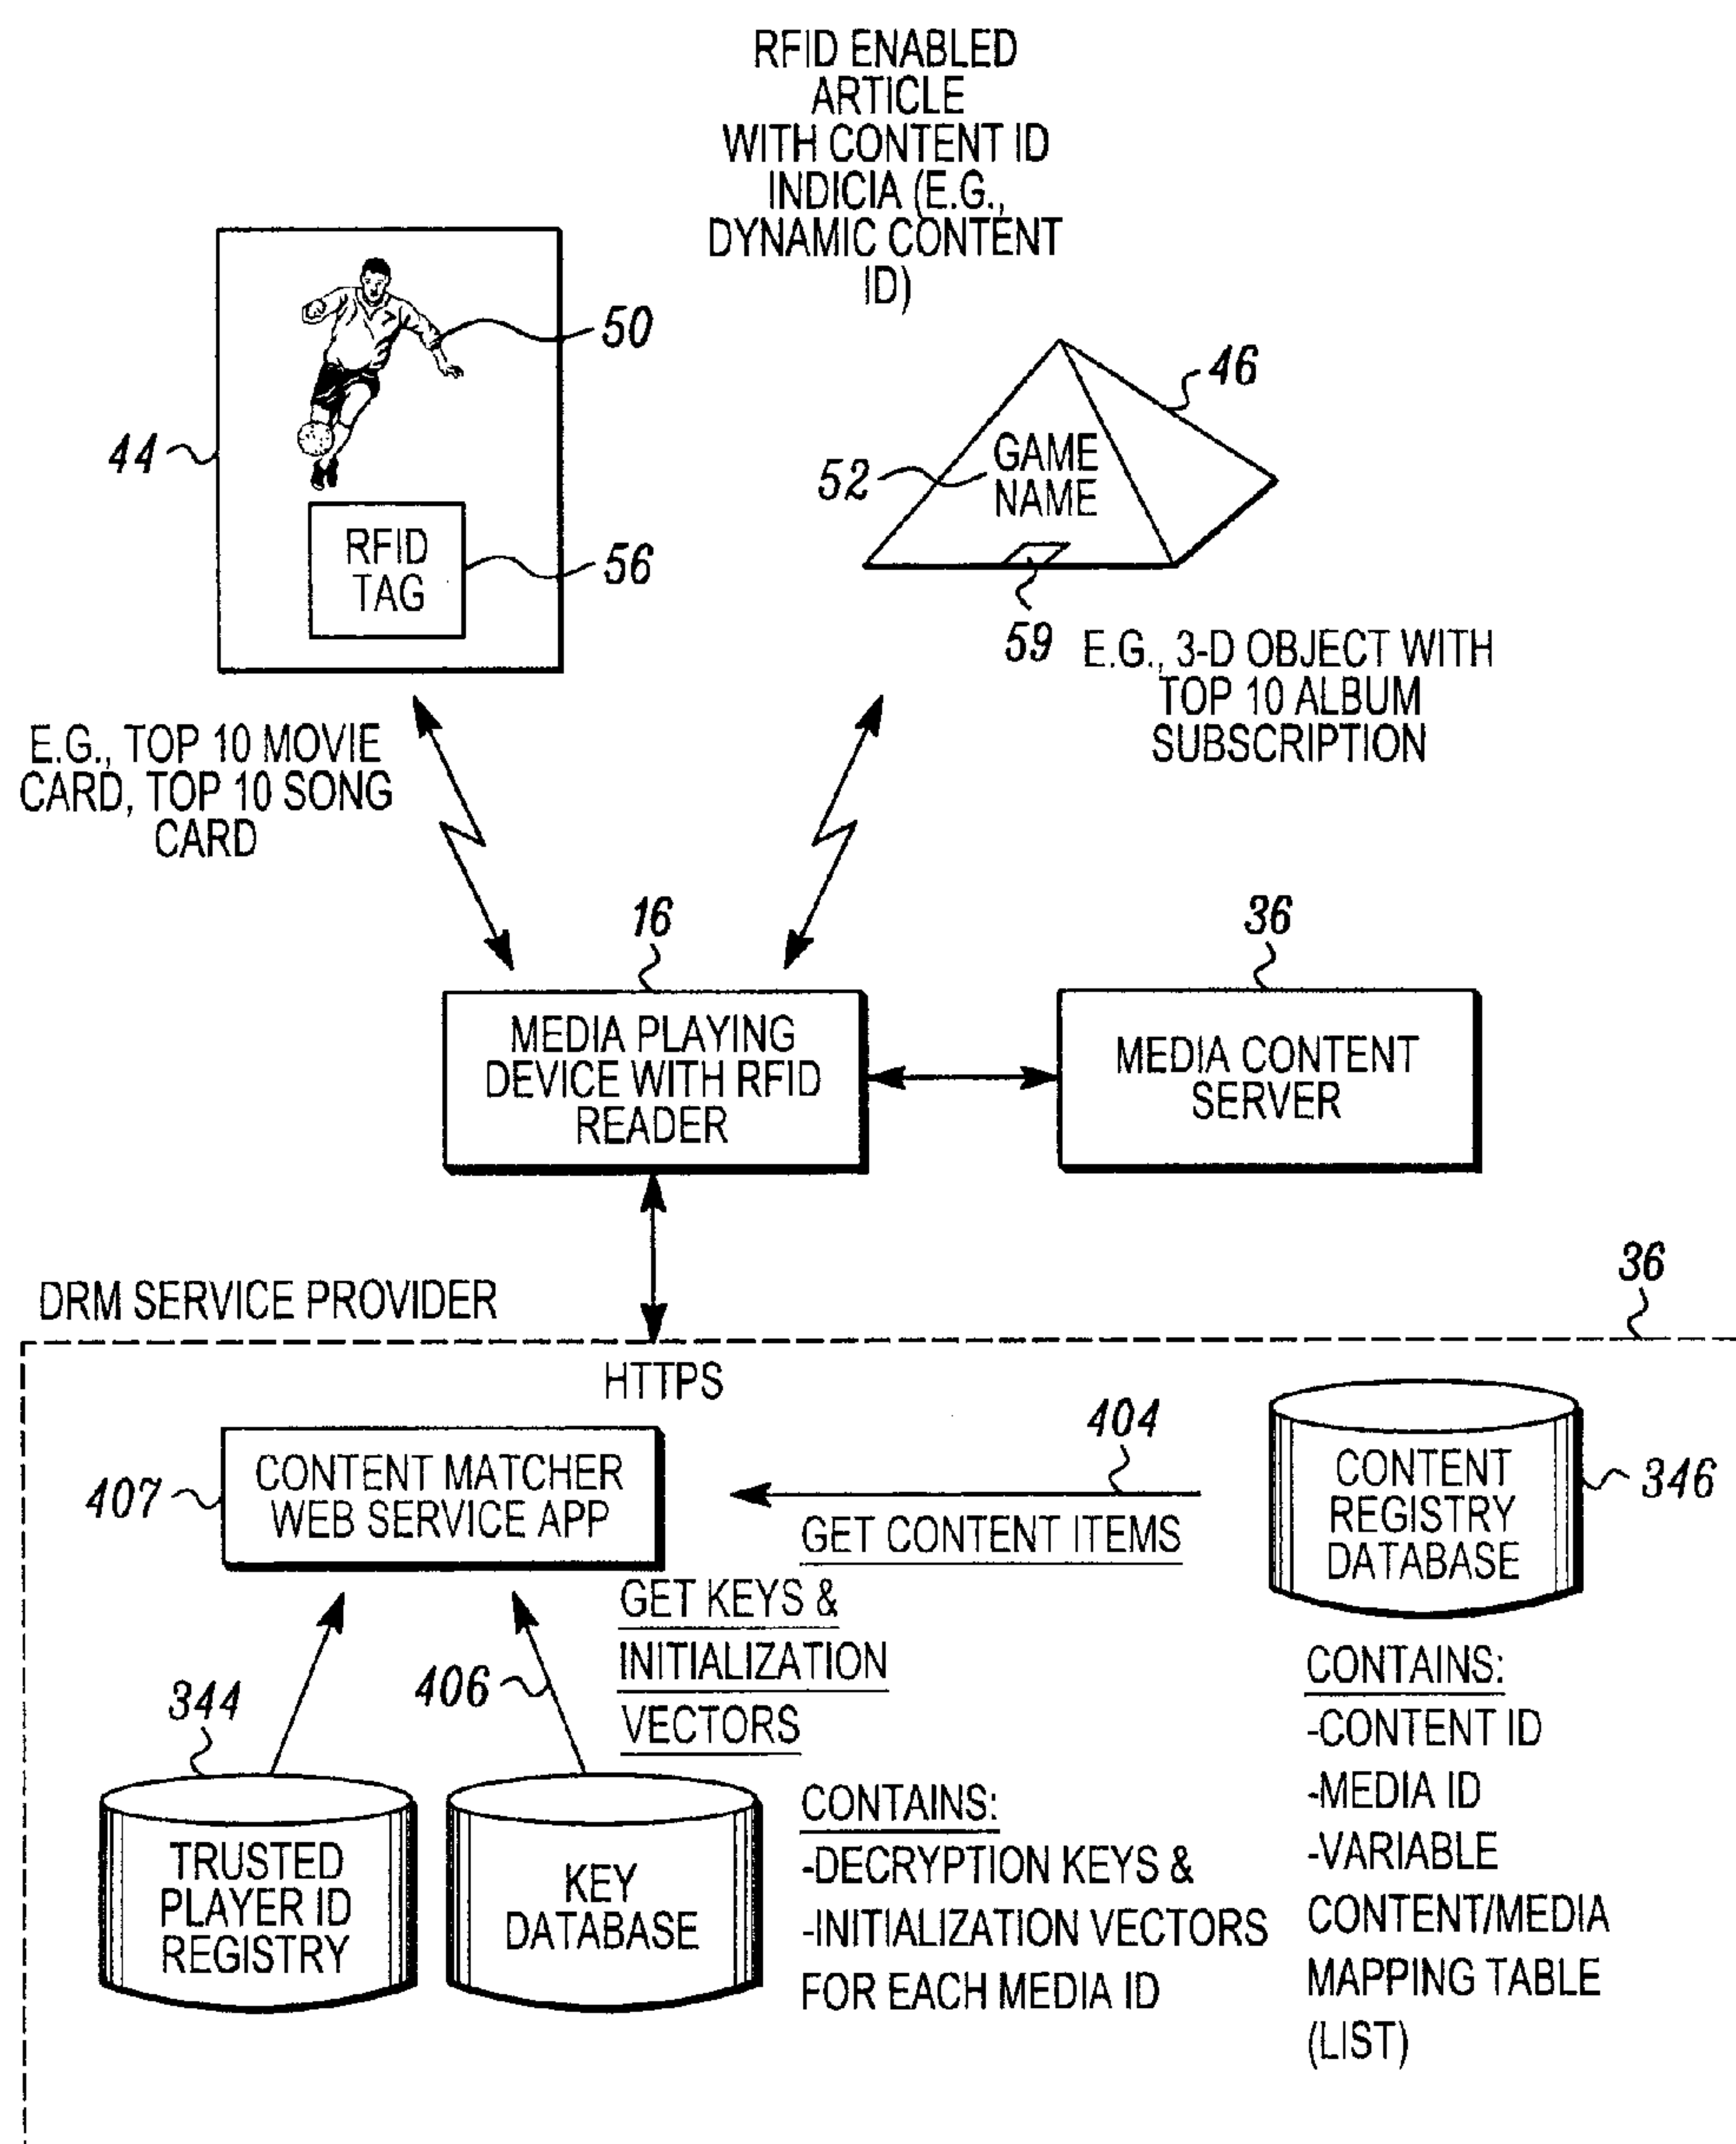 RFID ENABLED
ARTICLE
WITH CONTENT ID
INDICIA (E.G.,
DYNAMIC CONTENT
ID)
50
44
RFID
TAG
56
46
52
GAME
NAME
59
E.G., 3-D OBJECT WITH
TOP 10 ALBUM
SUBSCRIPTION
E.G., TOP 10 MOVIE
CARD, TOP 10 SONG
CARD
16
MEDIA PLAYING
DEVICE WITH RFID
READER
36
MEDIA CONTENT
SERVER
DRM SERVICE PROVIDER
36
HTTPS
407
CONTENT MATCHER
WEB SERVICE APP
404
GET CONTENT ITEMS
CONTENT
REGISTRY
DATABASE
346
GET KEYS &
INITIALIZATION
VECTORS
344
406
TRUSTED
PLAYER ID
REGISTRY
KEY
DATABASE
CONTAINS:
-DECRYPTION KEYS &
-INITIALIZATION VECTORS
FOR EACH MEDIA ID
CONTAINS:
-CONTENT ID
-MEDIA ID
-VARIABLE
CONTENT/MEDIA
MAPPING TABLE
(LIST)